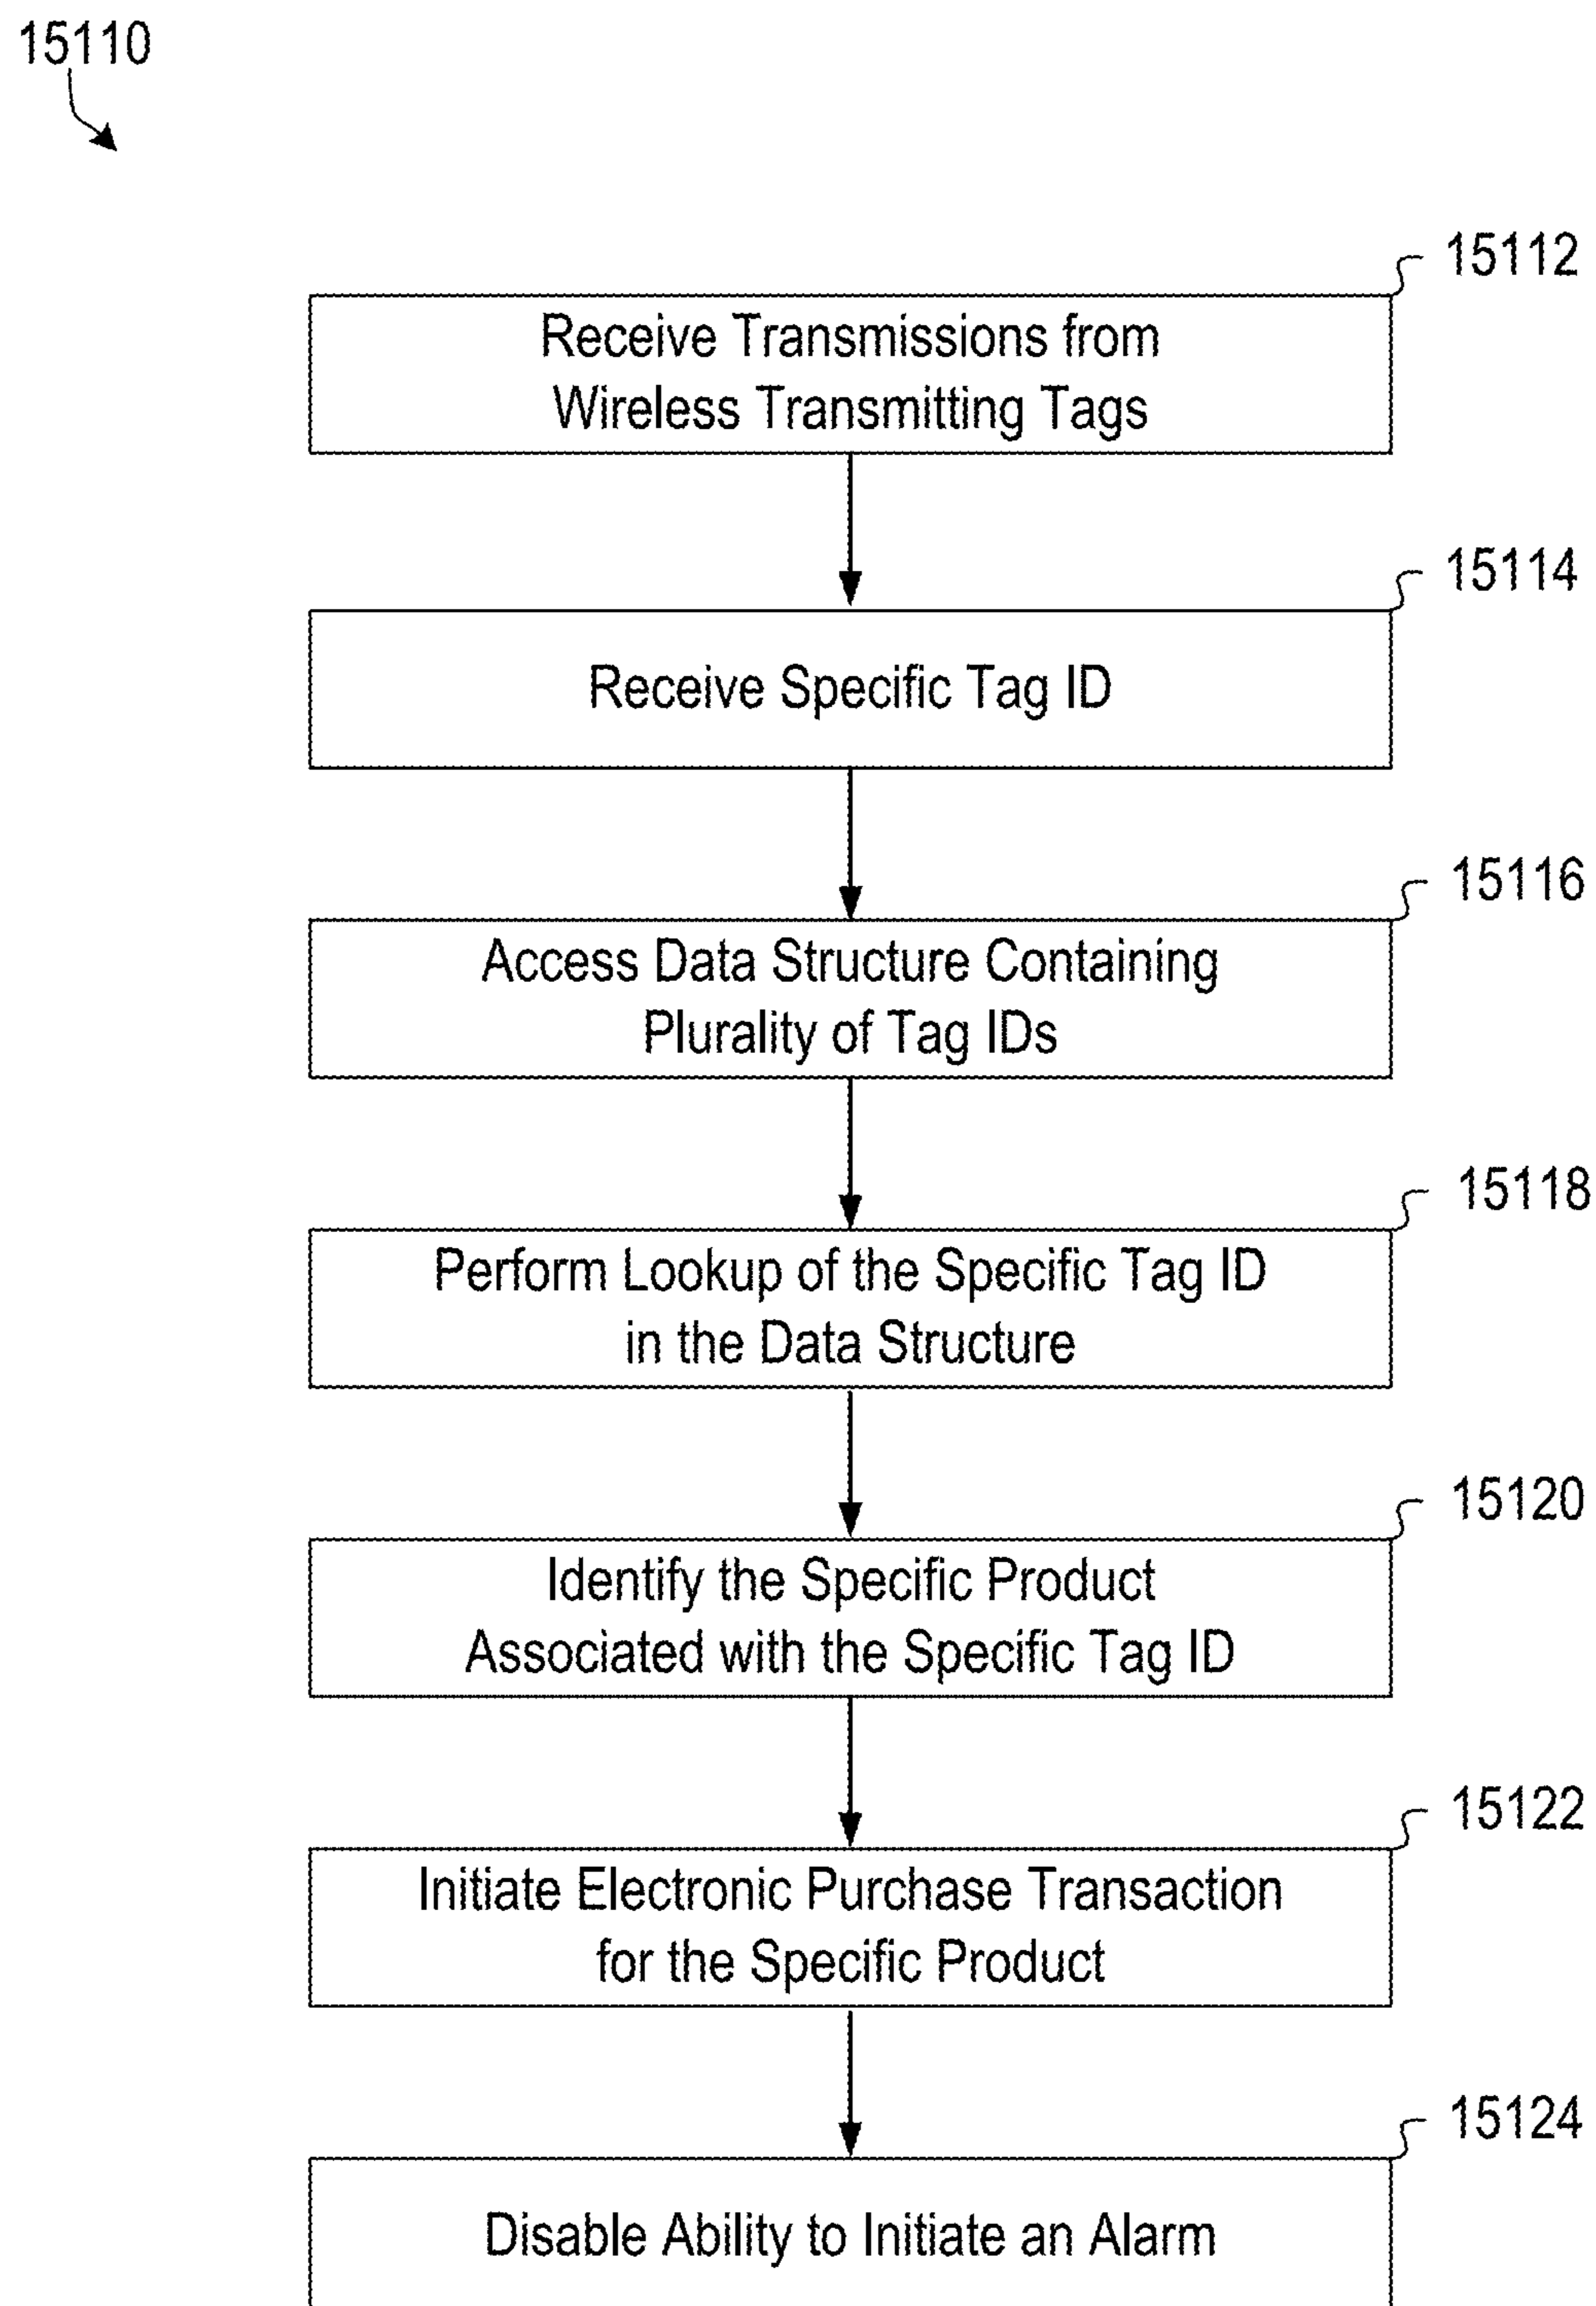 15110
15112
Receive Transmissions from
Wireless Transmitting Tags
15114
Receive Specific Tag ID
15116
Access Data Structure Containing
Plurality of Tag IDs
15118
Perform Lookup of the Specific Tag ID
in the Data Structure
15120
Identify the Specific Product
Associated with the Specific Tag ID
15122
Initiate Electronic Purchase Transaction
for the Specific Product
15124
Disable Ability to Initiate an Alarm